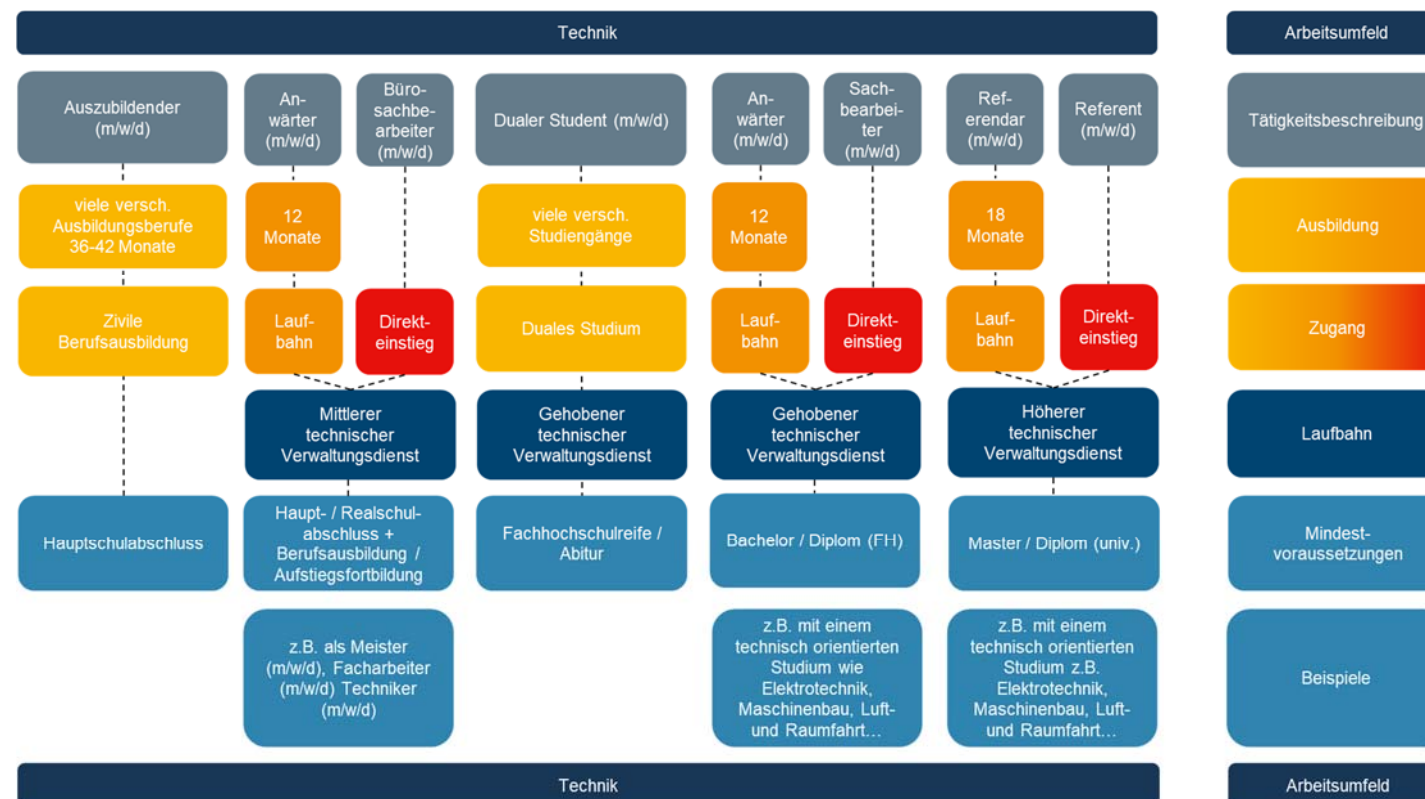 Technik
Arbeitsumfeld
Auszubildender
(m/w/d)
An-
wärter
(m/w/d)
Büro-
sachbe-
arbeiter
(m/w/d)
Dualer Student (m/w/d)
An-
wärter
(m/w/d)
Sach-
bearbei-
ter
(m/w/d)
Ref-
erendar
(m/w/d)
Referent
(m/w/d)
Tätigkeitsbeschreibung
viele versch.
Ausbildungsberufe
36-42 Monate
12
Monate
viele versch.
Studiengänge
12
Monate
18
Monate
Ausbildung
Zivile
Berufsausbildung
Lauf-
bahn
Direkt-
einstieg
Duales Studium
Lauf-
bahn
Direkt-
einstieg
Lauf-
bahn
Direkt-
einstieg
Zugang
Mittlerer
technischer
Verwaltungsdienst
Gehobener
technischer
Verwaltungsdienst
Gehobener
technischer
Verwaltungsdienst
Höherer
technischer
Verwaltungsdienst
Laufbahn
Hauptschulabschluss
Haupt- / Realschul-
abschluss +
Berufsausbildung /
Aufstiegsfortbildung
Fachhochschulreife /
Abitur
Bachelor / Diplom (FH)
Master / Diplom (univ.)
Mindest-
voraussetzungen
z.B. als Meister
(m/w/d), Facharbeiter
(m/w/d) Techniker
(m/w/d)
z.B. mit einem
technisch orientierten
Studium wie
Elektrotechnik,
Maschinenbau, Luft-
und Raumfahrt…
z.B. mit einem
technisch orientierten
Studium z.B.
Elektrotechnik,
Maschinenbau, Luft-
und Raumfahrt…
Beispiele
Technik
Arbeitsumfeld